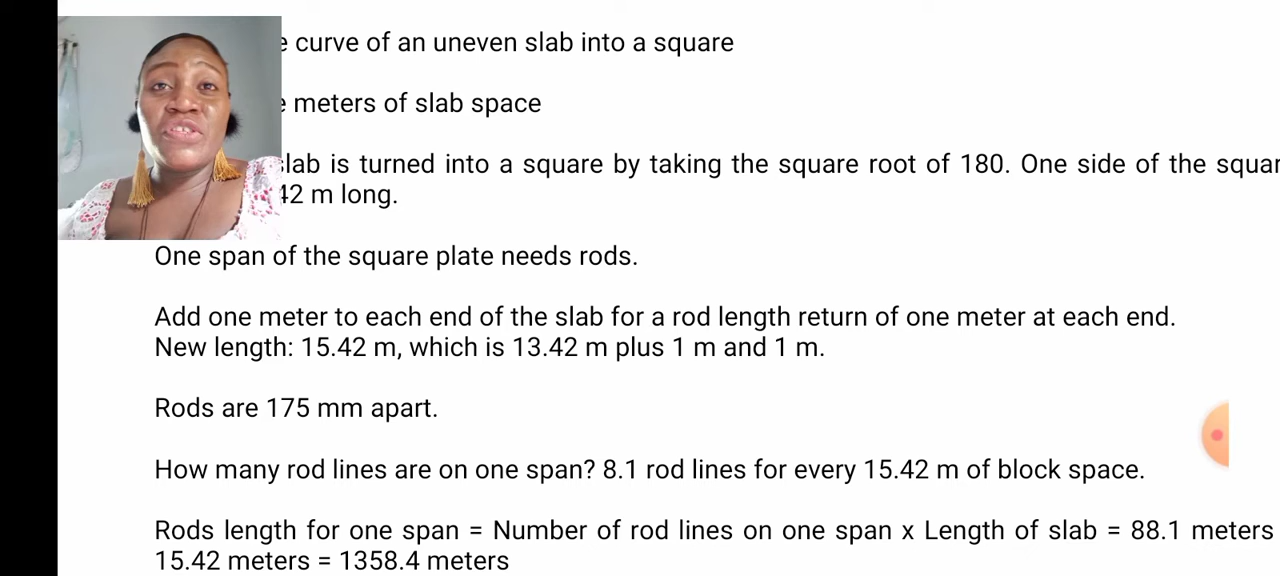 curve of an uneven slab into a square
meters of slab space
slab is turned into a square by taking the square root of 180. One side of the
42 m long.
One span of the square plate needs rods.
Add one meter to each end of the slab for a rod length return of one meter at each end.
New length: 15.42 m, which is 13.42 m plus 1 m and 1 m.
Rods are 175 mm apart.
How many rod lines are on one span? 8.1 rod lines for every 15.42 m of block space.
Rods length for one span = Number of rod lines on one span x Length of slab = 88.1 meters
15.42 meters = 1358.4 meters